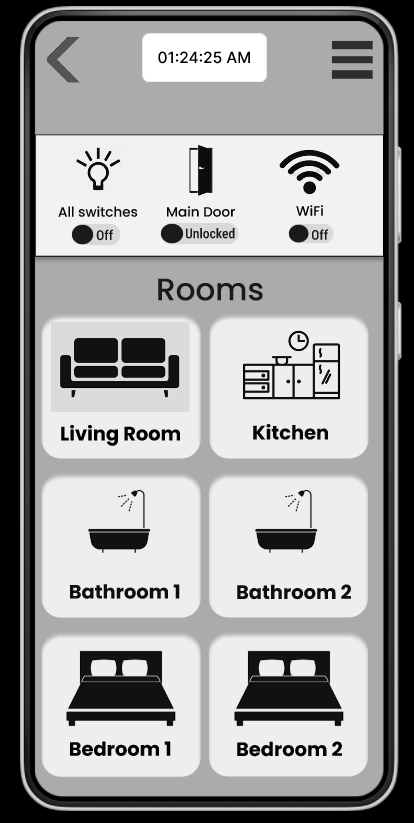 01:24:25 AM
All switches
Main Door
WiFi
Off
Unlocked
Off
Rooms
Living Room
Kitchen
Bathroom 1
Bathroom 2
Bedroom 1
Bedroom 2